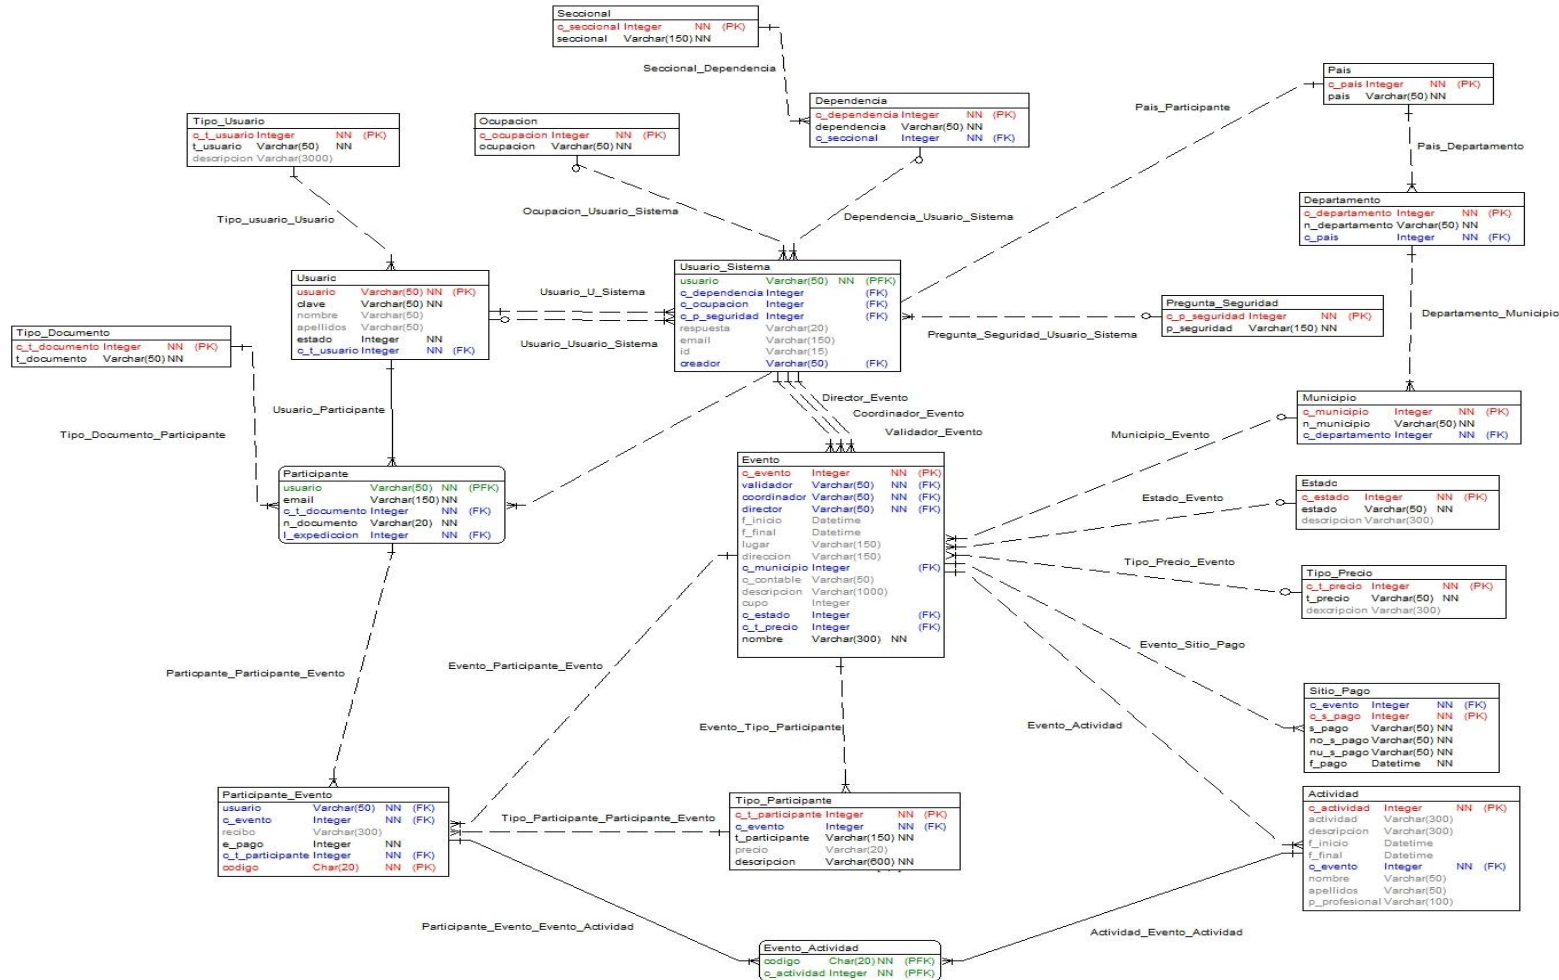 Seccional
c_seccional Integer NN (PK)
seccional Varchar(150) NN
Seccional_Dependencia
Pais
c_pais Integer NN (PK)
pais Varchar(50) NN
Pais_Participante
Pais_Departamento
Tipo_Usuario
c_t_usuario Integer NN (PK)
t_usuario Varchar(50) NN
descripcion Varchar(3000)
Tipo_usuario_Usuario
Ocupacion
c_ocupacion Integer NN (PK)
ocupacion Varchar(50) NN
Ocupacion_Usuario_Sistema
Dependencia
c_dependencia Integer NN (PK)
dependencia Varchar(50) NN
c_seccional Integer NN (FK)
Dependencia_Usuario_Sistema
Departamento
c_departamento Integer NN (PK)
n_departamento Varchar(50) NN
c_pais Integer NN (FK)
Departamento_Municipio
Usuaric
usuario Varchar(50) NN (PK)
clave Varchar(50) NN
nombre Varchar(50)
apellidos Varchar(50)
estado Integer NN
c_t_usuario Integer NN (FK)
Usuario_U_Sistema
Usuario_Usuario_Sistema
Usuario_Sistema
usuario Varchar(50) NN (PFK)
c_dependencia Integer (FK)
c_ocupacion Integer (FK)
c_p_seguridad Integer (FK)
respuesta Varchar(20)
email Varchar(150)
id Varchar(15)
creador Varchar(50) (FK)
Pregunta_Seguridad
c_p_seguridad Integer NN (PK)
p_seguridad Varchar(150) NN
Pregunta_Seguridad_Usuario_Sistema
Tipo_Documento
c_t_documento Integer NN (PK)
t_documento Varchar(50) NN
Tipo_Documento_Participante
Usuario_Participante
Director_Evento
Coordinador_Evento
Validador_Evento
Municipio
c_municipio Integer NN (PK)
n_municipio Varchar(50) NN
c_departamento Integer NN (FK)
Municipio_Evento
Participante
usuario Varchar(50) NN (PFK)
email Varchar(150) NN
c_t_documento Integer NN (FK)
n_documento Varchar(20) NN
l_expediccion Integer NN (FK)
Evento
c_evento Integer NN (PK)
validador Varchar(50) NN (FK)
coordinador Varchar(50) NN (FK)
director Varchar(50) NN (FK)
f_inicio Datetime
f_final Datetime
lugar Varchar(150)
direccion Varchar(150)
c_municipio Integer (FK)
c_contable Varchar(50)
descripcion Varchar(1000)
cupo Integer
c_estado Integer (FK)
c_t_precio Integer (FK)
nombre Varchar(300) NN
Estadc
c_estado Integer NN (PK)
estado Varchar(50) NN
descripcion Varchar(300)
Estado_Evento
Tipo_Precio
c_t_precio Integer NN (PK)
t_precio Varchar(50) NN
dexcripcion Varchar(300)
Tipo_Precio_Evento
Evento_Sitio_Pago
Particpante_Participante_Evento
Evento_Participante_Evento
Evento_Tipo_Participante
Evento_Actividad
Sitio_Pago
c_evento Integer NN (FK)
c_s_pago Integer NN (PK)
s_pago Varchar(50) NN
no_s_pago Varchar(50) NN
nu_s_pago Varchar(50) NN
f_pago Datetime NN
Participante_Evento
usuario Varchar(50) NN (FK)
c_evento Integer NN (FK)
recibo Varchar(300)
e_pago Integer NN
c_t_participante Integer NN (FK)
codigo Char(20) NN (PK)
Tipo_Participante_Participante_Evento
Tipo_Participante
c_t_participante Integer NN (PK)
c_evento Integer NN (FK)
t_participante Varchar(150) NN
precio Varchar(20)
descripcion Varchar(600) NN
Actividad
c_actividad Integer NN (PK)
actividad Varchar(300)
descripcion Varchar(300)
f_inicio Datetime
f_final Datetime
c_evento Integer NN (FK)
nombre Varchar(50)
apellidos Varchar(50)
p_profesional Varchar(100)
Participante_Evento_Evento_Actividad
Actividad_Evento_Actividad
Evento_Actividad
codigo Char(20) NN (PFK)
c_actividad Integer NN (PFK)